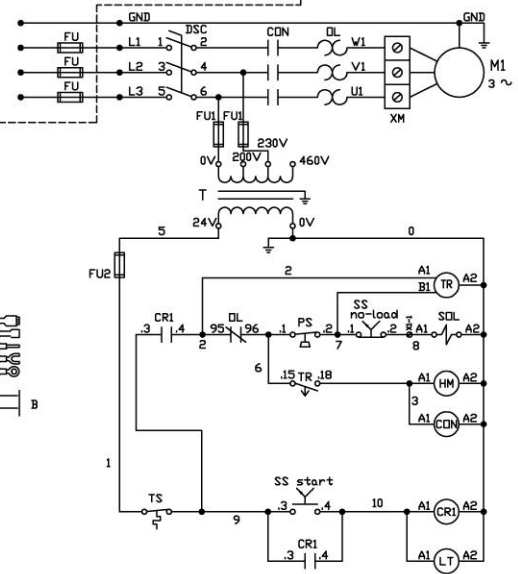 GND GND
DSC CON OL
FU L1 1 2 W1
FU L2 3 4 V1 M1
FU L3 5 6 U1 3 ~
FU1 FU1 XM
230V
0V 200V 460V
T
24V 0V
5 0
FU2 2 A1 TR A2
B1
CR1 OL PS SS no-load SOL
.3 .4 95 96 .1 .2 .1 .2 A1 A2
2 7 8
6 .15 TR .18 A1 HM A2
B 3
A1 CON A2
1
SS start
TS .3 .4 10 A1 CR1 A2
9
CR1
.3 .4 A1 LT A2